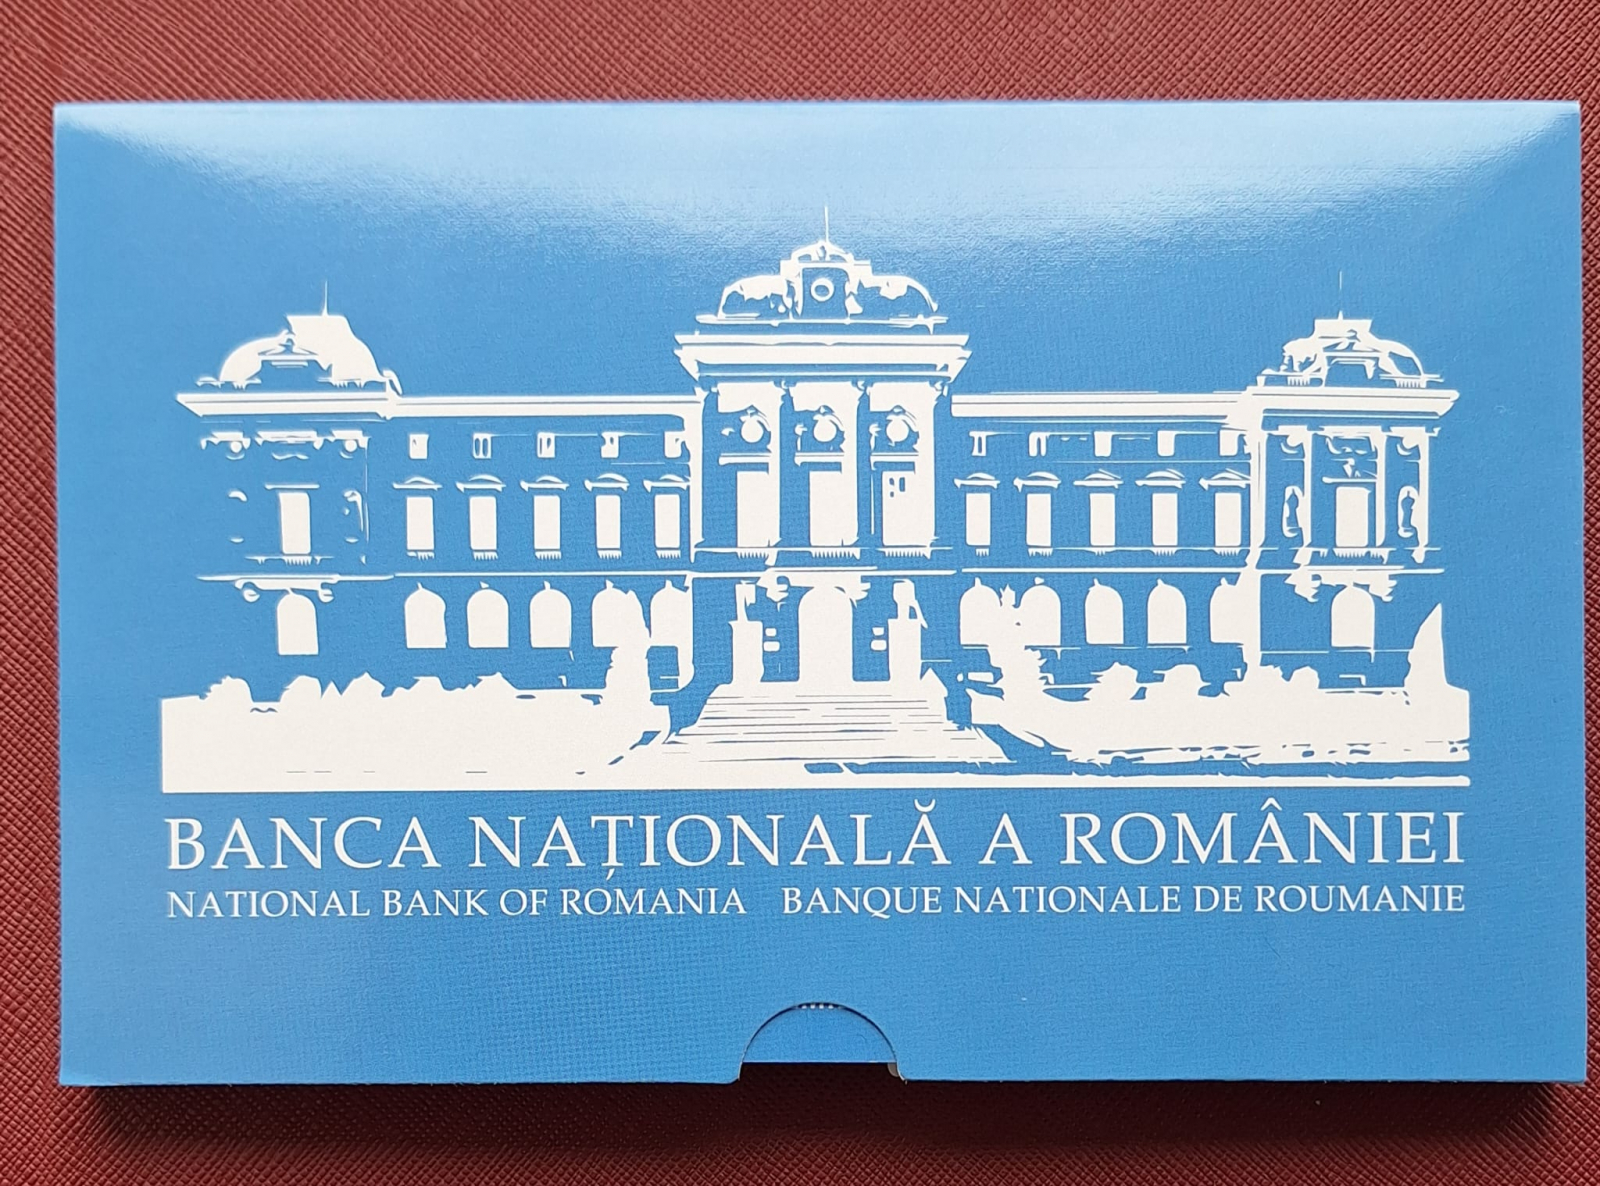 BANCA NAȚIONALĂ A ROMÂNIEI
NATIONAL BANK OF ROMANIA BANQUE NATIONALE DE ROUMANIE